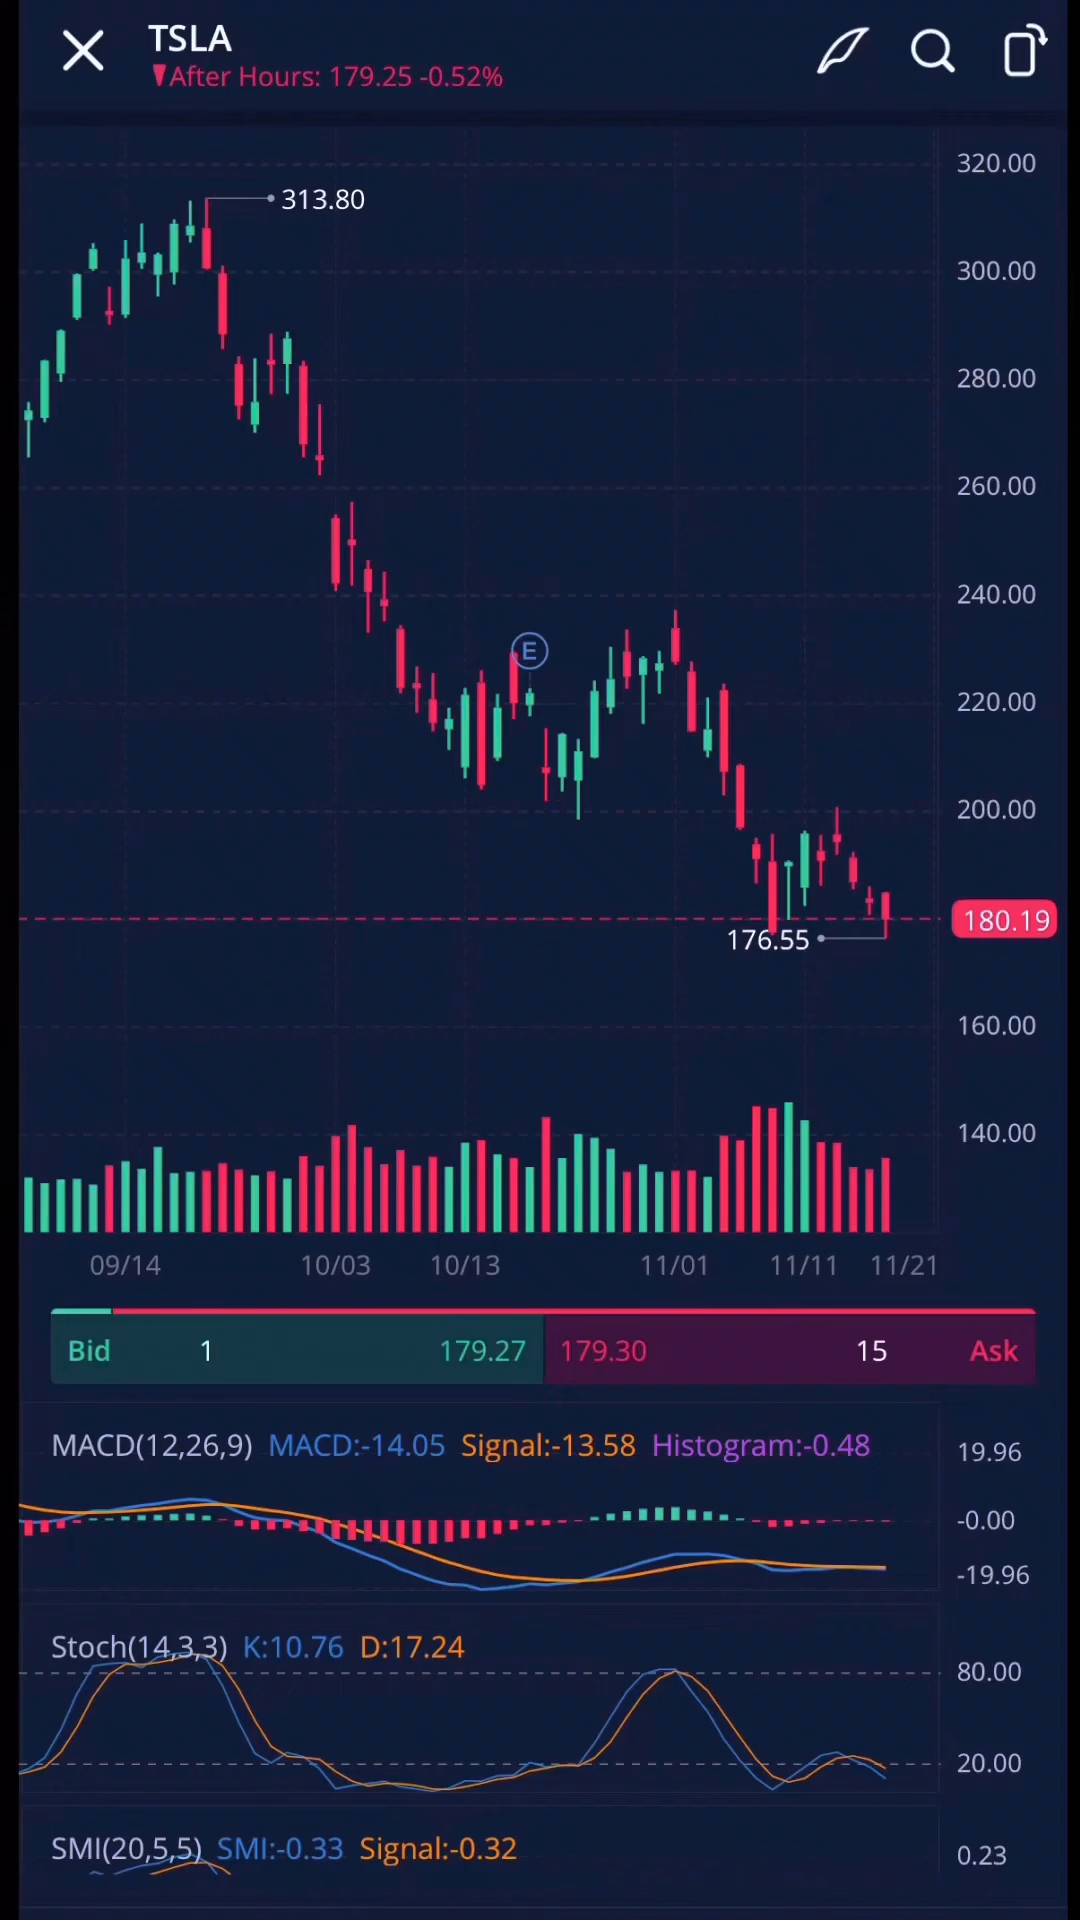 TSLA
After Hours: 179.25 -0.52%
320.00
313.80
300.00
280.00
260.00
240.00
E
220.00
200.00
180.19
176.55
160.00
140.00
09/14 10/03 10/13 11/01 11/11 11/21
Bid 1 179.27 179.30 15 Ask
MACD(12,26,9) MACD:-14.05 Signal:-13.58 Histogram:-0.48
19.96
-0.00
-19.96
Stoch(14,3,3) K:10.76 D:17.24
80.00
20.00
SMI(20,5,5) SMI:-0.33 Signal:-0.32
0.23